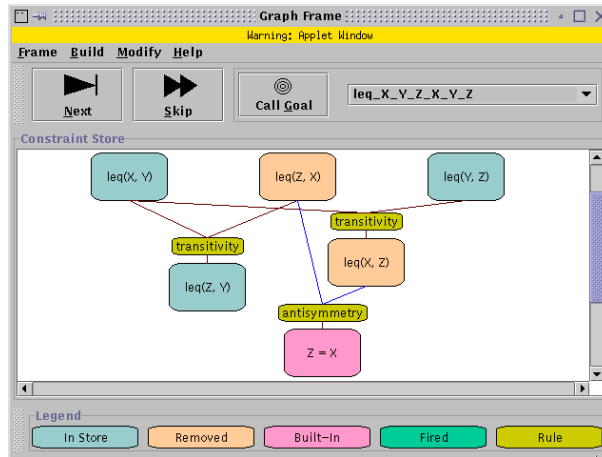 Graph Frame
Warning: Applet Window
Frame Build Modify Help
Next
Skip
Call Goal
leq_X_Y_Z_X_Y_Z
Constraint Store
leq(X, Y)
leq(Z, X)
leq(Y, Z)
transitivity
transitivity
leq(X, Z)
leq(Z, Y)
antisymmetry
Z = X
Legend
In Store
Removed
Built-In
Fired
Rule